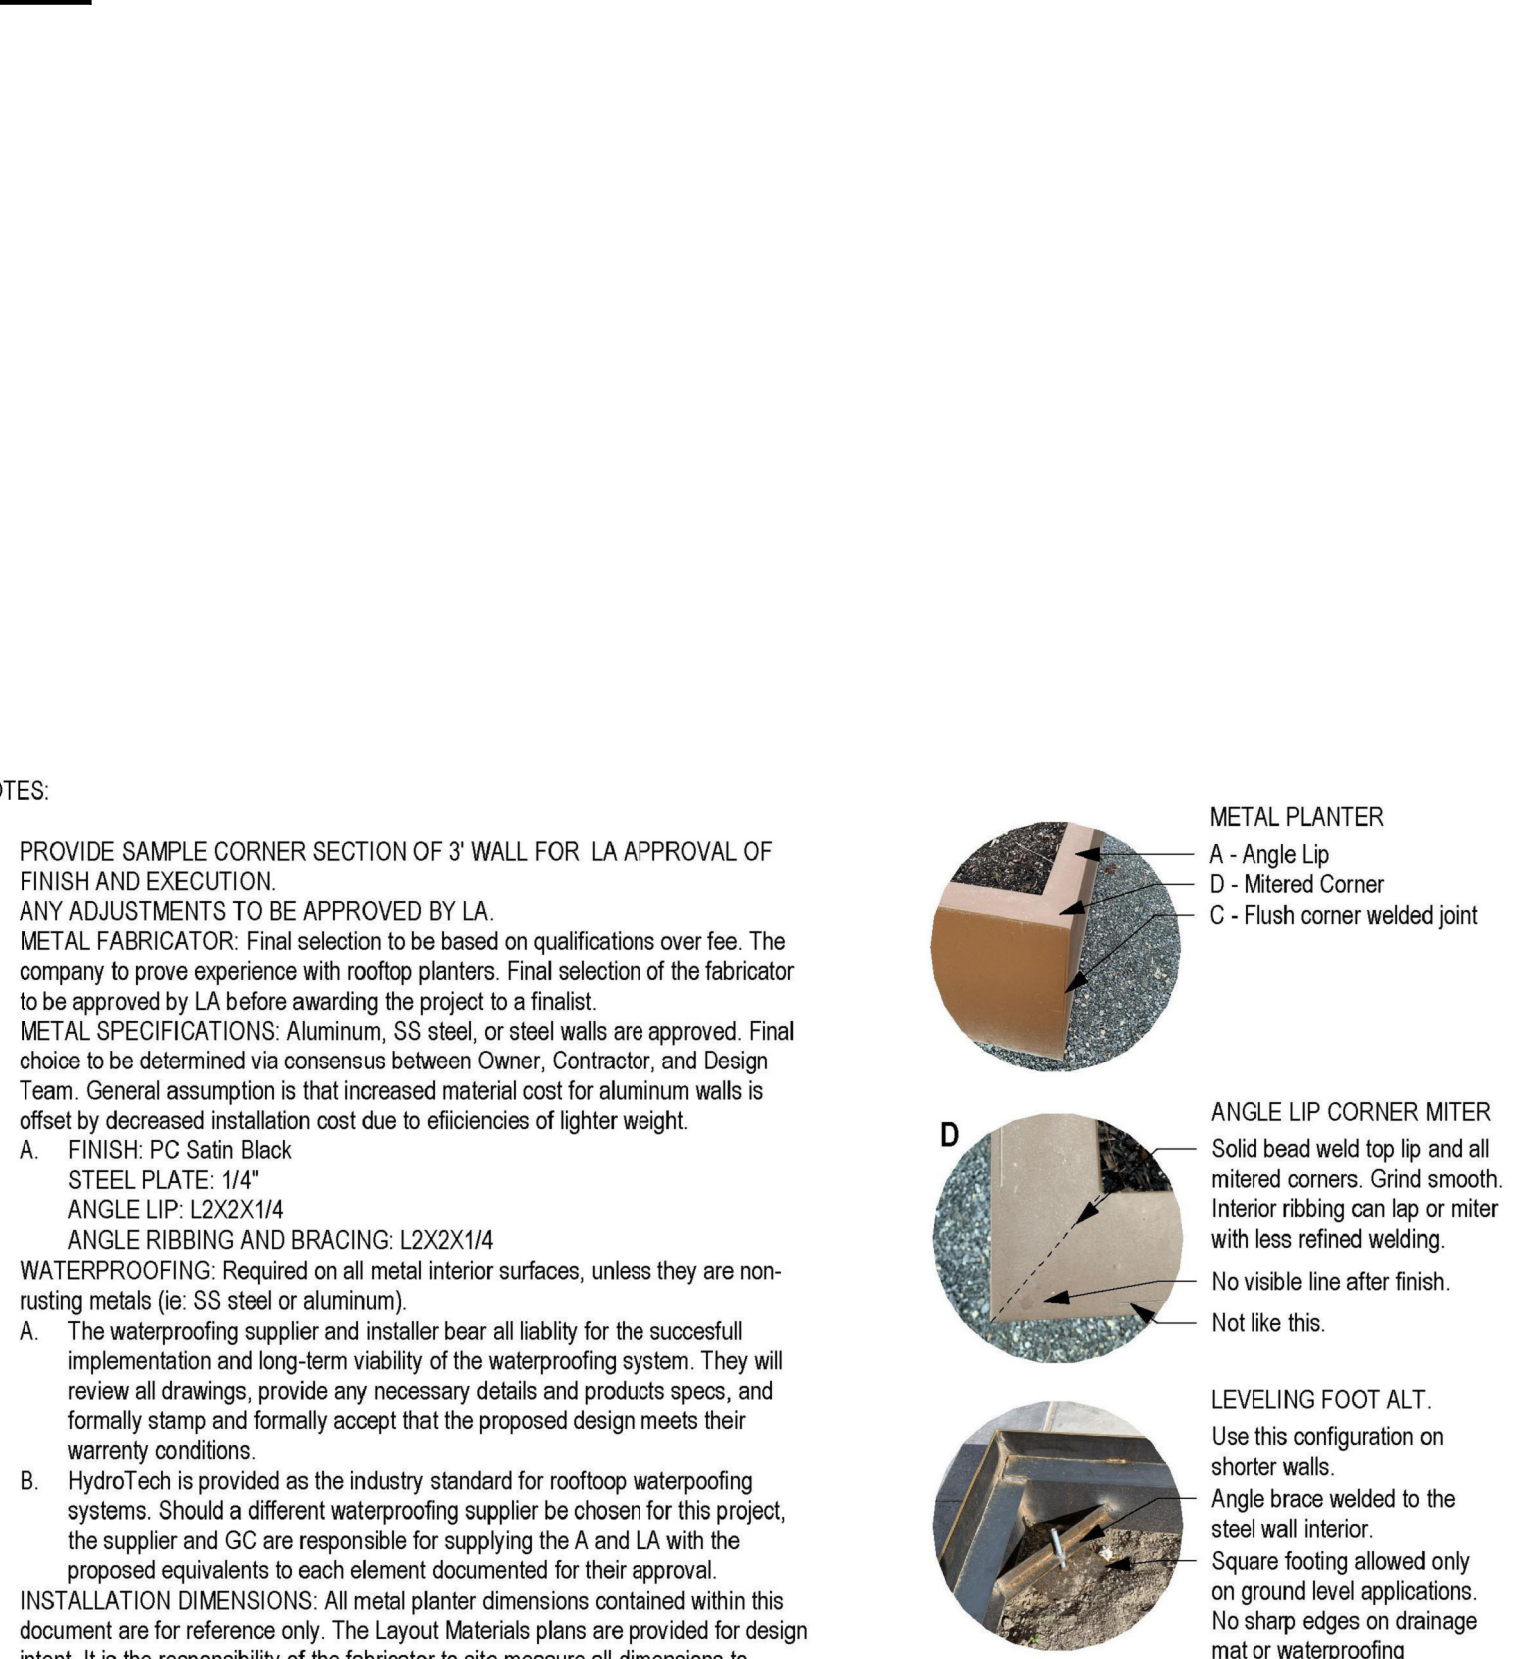 OTES:
PROVIDE SAMPLE CORNER SECTION OF 3' WALL FOR LA APPROVAL OF
FINISH AND EXECUTION.
ANY ADJUSTMENTS TO BE APPROVED BY LA.
METAL FABRICATOR: Final selection to be based on qualifications over fee. The
company to prove experience with rooftop planters. Final selection of the fabricator
to be approved by LA before awarding the project to a finalist.
METAL SPECIFICATIONS: Aluminum, SS steel, or steel walls are approved. Final
choice to be determined via consensus between Owner, Contractor, and Design
Team. General assumption is that increased material cost for aluminum walls is
offset by decreased installation cost due to efiiciencies of lighter weight.
A. FINISH: PC Satin Black
STEEL PLATE: 1/4"
ANGLE LIP: L2X2X1/4
ANGLE RIBBING AND BRACING: L2X2X1/4
WATERPROOFING: Required on all metal interior surfaces, unless they are non-
rusting metals (ie: SS steel or aluminum).
A. The waterproofing supplier and installer bear all liablity for the succesfull
implementation and long-term viability of the waterproofing system. They will
review all drawings, provide any necessary details and products specs, and
formally stamp and formally accept that the proposed design meets their
warrenty conditions.
B. HydroTech is provided as the industry standard for rooftoop waterpoofing
systems. Should a different waterproofing supplier be chosen for this project,
the supplier and GC are responsible for supplying the A and LA with the
proposed equivalents to each element documented for their approval.
INSTALLATION DIMENSIONS: All metal planter dimensions contained within this
document are for reference only. The Layout Materials plans are provided for design
intent. It is the responsibility of the fabricator to site measure all dimensions to
METAL PLANTER
A - Angle Lip
D - Mitered Corner
C - Flush corner welded joint
D
ANGLE LIP CORNER MITER
Solid bead weld top lip and all
mitered corners. Grind smooth.
Interior ribbing can lap or miter
with less refined welding.
No visible line after finish.
Not like this.
LEVELING FOOT ALT.
Use this configuration on
shorter walls.
Angle brace welded to the
steel wall interior.
Square footing allowed only
on ground level applications.
No sharp edges on drainage
mat or waterproofing